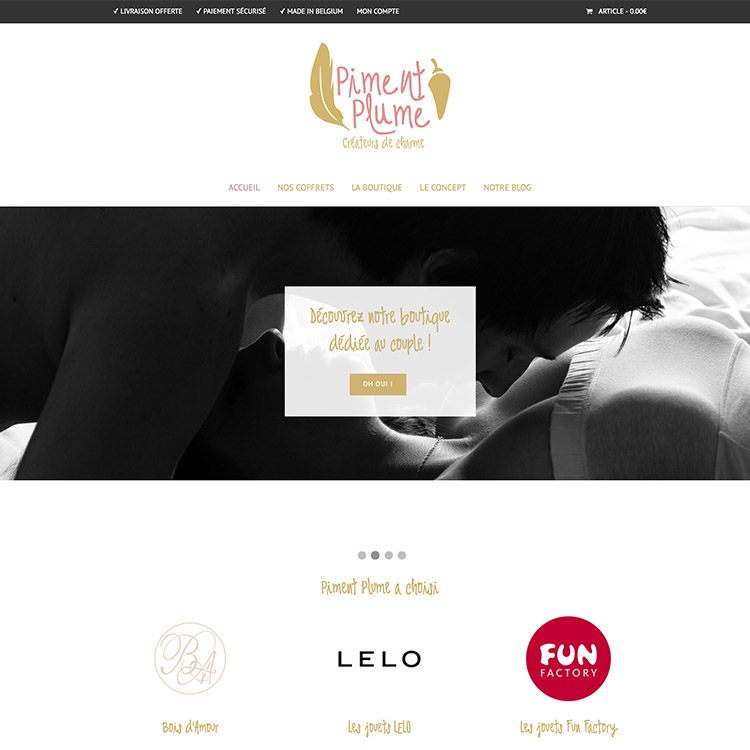 ✓ LIVRAISON OFFERTE ✓ PAIEMENT SÉCURISÉ ✓ MADE IN BELGIUM MON COMPTE ARTICLE - 0.00€
Piment
Plume
Créateurs de charme
ACCUEIL NOS COFFRETS LA BOUTIQUE LE CONCEPT NOTRE BLOG
Découvrez notre boutique
dédiée au couple !
OH OUI !
Piment Plume a choisi
BA LELO FUN
FACTORY
Bois d'Amour Les jouets LELO Les jouets Fun Factory